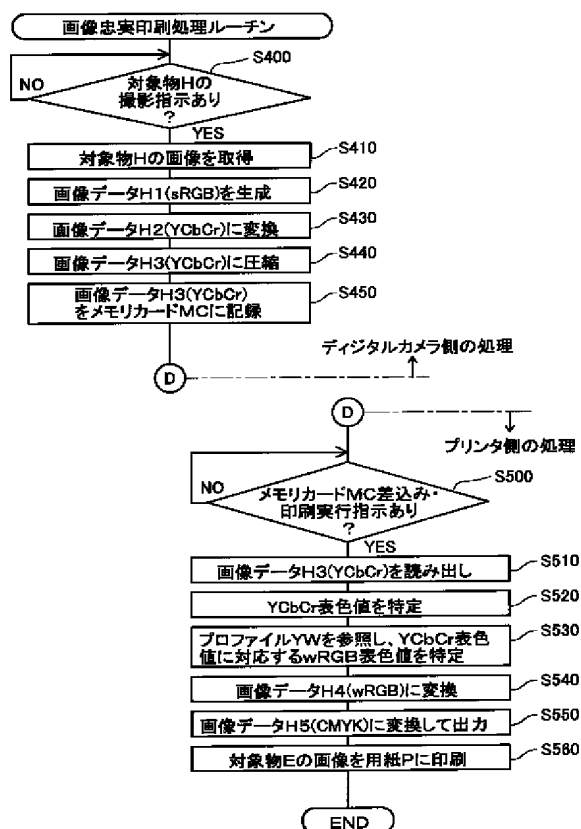 画像忠実印刷処理ルーチン
S400
NO
対象物Hの
撮影指示あり
?
YES
対象物Hの画像を取得
S410
画像データH1(sRGB)を生成
S420
画像データH2(YCbCr)に変換
S430
画像データH3(YCbCr)に圧縮
S440
画像データH3(YCbCr)
をメモリカードMCに記録
S450
ディジタルカメラ側の処理
D
D
プリンタ側の処理
S500
NO
メモリカードMC差込み・
印刷実行指示あり
?
YES
画像データH3(YCbCr)を読み出し
S510
YCbCr表色値を特定
S520
プロファイルYWを参照し、YCbCr表色
値に対応するwRGB表色値を特定
S530
画像データH4(wRGB)に変換
S540
画像データH5(CMYK)に変換して出力
S550
対象物Eの画像を用紙Pに印刷
S560
END